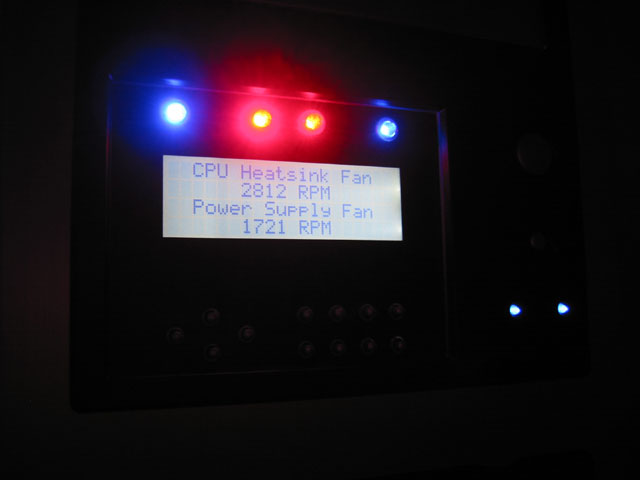 CPU Heatsink Fan
2812 RPM
Power Supply Fan
1721 RPM